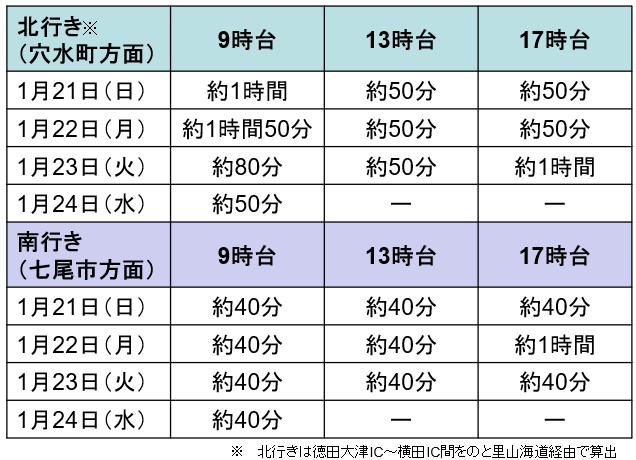 北行き※
（穴水町方面） 9時台 13時台 17時台
1月21日（日） 約1時間 約50分 約50分
1月22日（月） 約1時間50分 約50分 約50分
1月23日（火） 約80分 約50分 約1時間
1月24日（水） 約50分 ― ―
南行き
（七尾市方面） 9時台 13時台 17時台
1月21日（日） 約40分 約40分 約40分
1月22日（月） 約40分 約40分 約1時間
1月23日（火） 約40分 約40分 約40分
1月24日（水） 約40分 ― ―
※　北行きは徳田大津IC～横田IC間をのと里山海道経由で算出